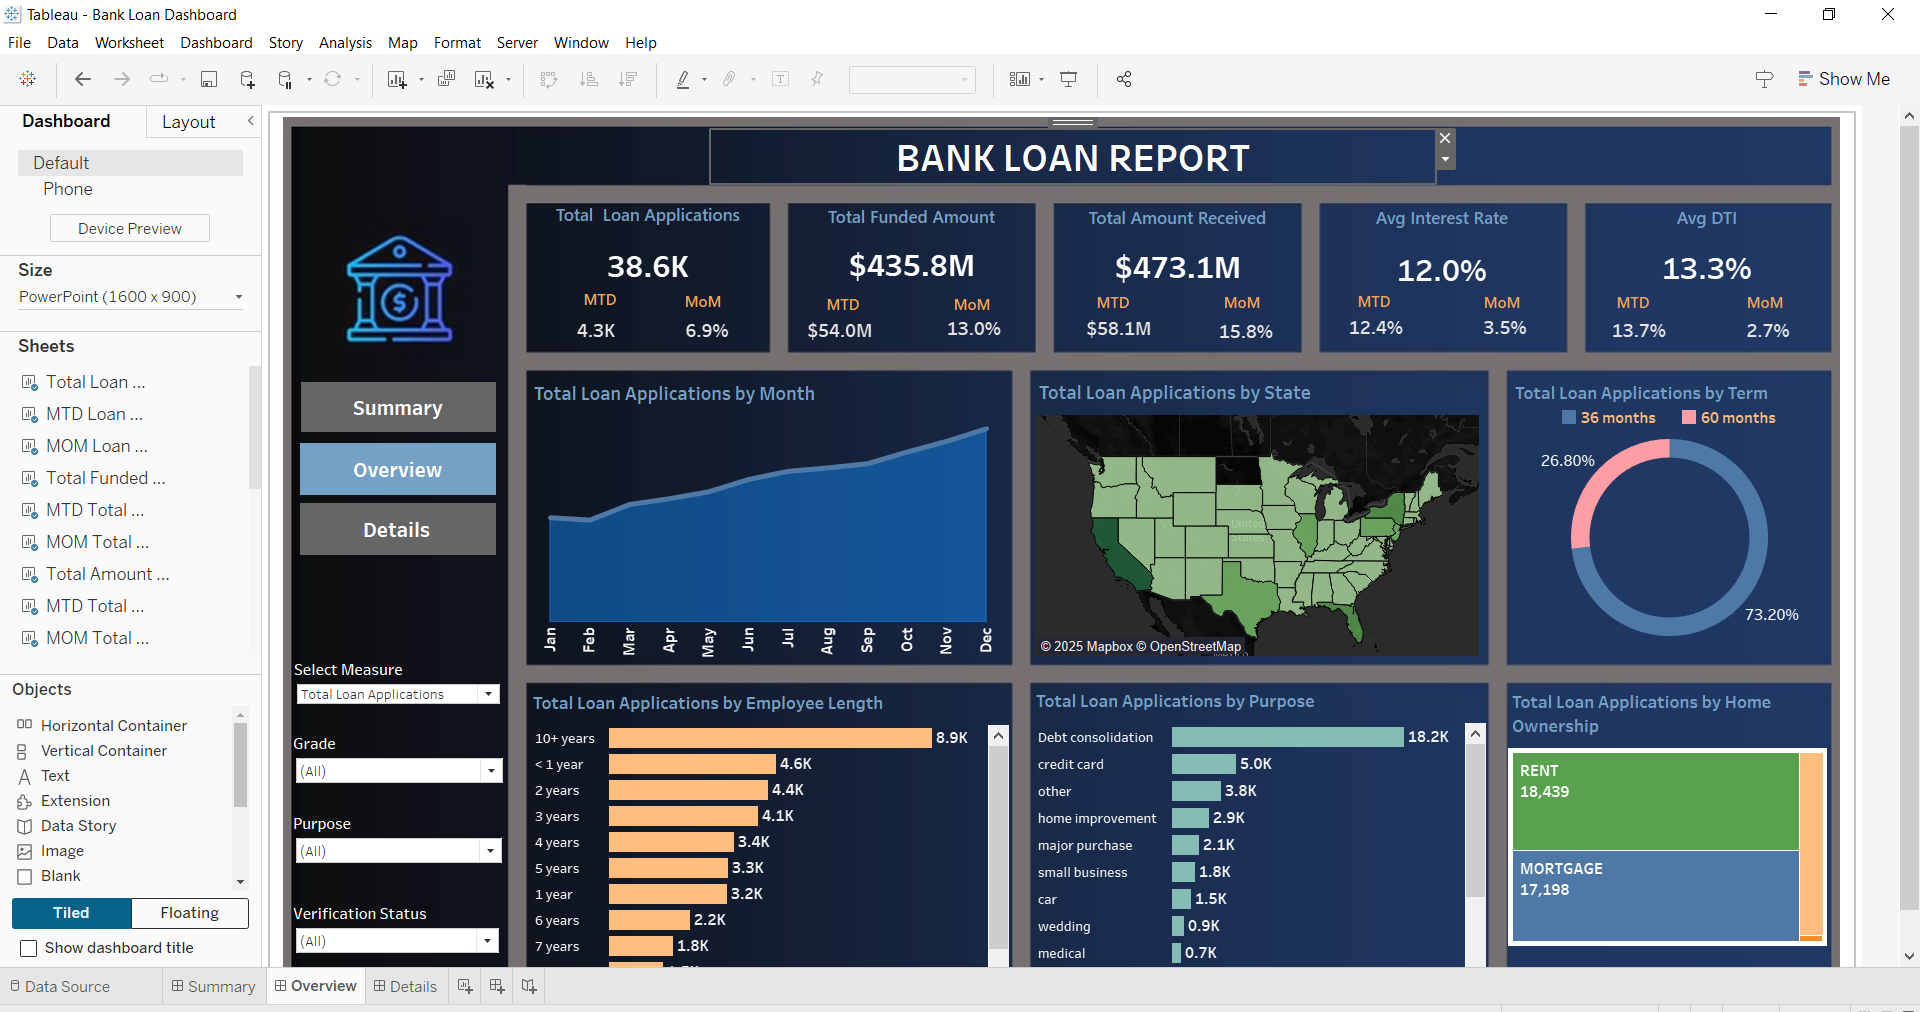 Tableau - Bank Loan Dashboard
File Data Worksheet Dashboard Story Analysis Map Format Server Window Help
Show Me
Dashboard
Layout
Default
Phone
Device Preview
Size
PowerPoint (1600 x 900)
Sheets
Total Loan ...
MTD Loan ...
MOM Loan ...
Total Funded ...
MTD Total ...
MOM Total ...
Total Amount ...
MTD Total ...
MOM Total ...
Objects
Horizontal Container
Vertical Container
Text
Extension
Data Story
Image
Blank
Tiled
Floating
Show dashboard title
BANK LOAN REPORT
Summary
Overview
Details
Select Measure
Total Loan Applications
Grade
(All)
Purpose
(All)
Verification Status
(All)
Total Loan Applications
38.6K
MTD MoM
4.3K 6.9%
Total Funded Amount
$435.8M
MTD MoM
$54.0M 13.0%
Total Amount Received
$473.1M
MTD MoM
$58.1M 15.8%
Avg Interest Rate
12.0%
MTD MoM
12.4% 3.5%
Avg DTI
13.3%
MTD MoM
13.7% 2.7%
Total Loan Applications by Month
Jan Feb Mar Apr May Jun Jul Aug Sep Oct Nov Dec
Total Loan Applications by State
United
States
© 2025 Mapbox © OpenStreetMap
Total Loan Applications by Term
36 months 60 months
26.80%
73.20%
Total Loan Applications by Employee Length
10+ years 8.9K
< 1 year 4.6K
2 years 4.4K
3 years 4.1K
4 years 3.4K
5 years 3.3K
1 year 3.2K
6 years 2.2K
7 years 1.8K
Total Loan Applications by Purpose
Debt consolidation 18.2K
credit card 5.0K
other 3.8K
home improvement 2.9K
major purchase 2.1K
small business 1.8K
car 1.5K
wedding 0.9K
medical 0.7K
Total Loan Applications by Home
Ownership
RENT
18,439
MORTGAGE
17,198
Data Source
Summary
Overview
Details